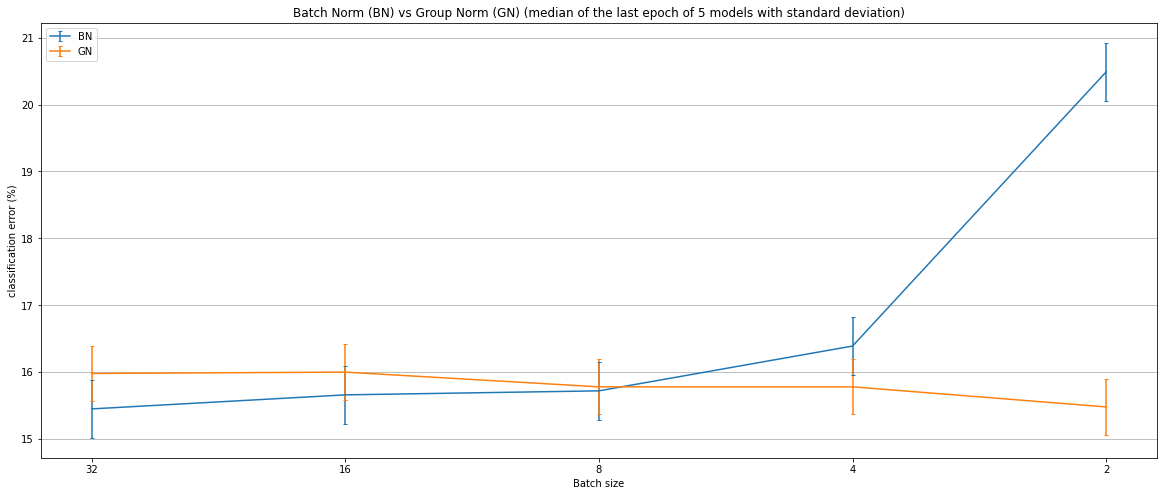 Batch Norm (BN) vs Group Norm (GN) (median of the last epoch of 5 models with standard deviation)
BN
GN
classification error (%)
21
20
19
18
17
16
15
32 16 8 4 2
Batch size